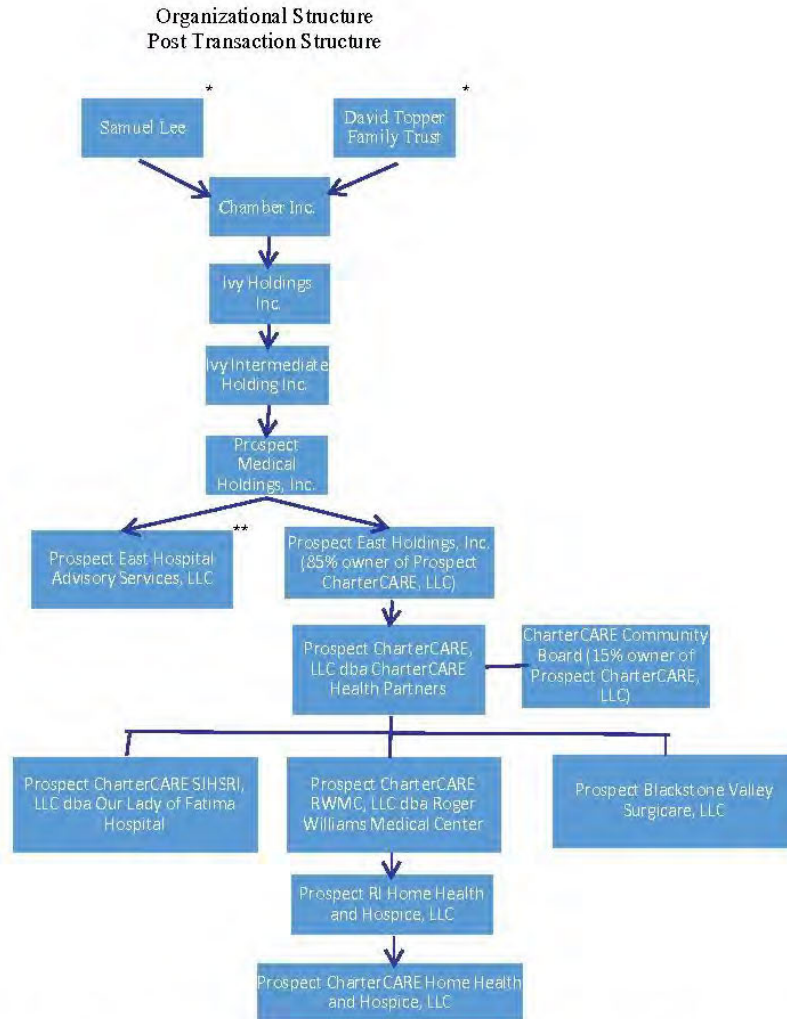 Organizational Structure
Post Transaction Structure
*
*
Samuel Lee
David Topper
Family Trust
Chamber Inc.
Ivy Holdings
Inc.
Ivy Intermediate
Holding Inc.
Prospect
Medical
Holdings, Inc.
**
Prospect East Hospital
Advisory Services, LLC
Prospect East Holdings, Inc.
(85% owner of Prospect
CharterCARE, LLC)
Prospect CharterCARE,
LLC dba CharterCARE
Health Partners
CharterCARE Community
Board (15% owner of
Prospect CharterCARE,
LLC)
Prospect CharterCARE SJHSRI,
LLC dba Our Lady of Fatima
Hospital
Prospect CharterCARE
RWMC, LLC dba Roger
Williams Medical Center
Prospect Blackstone Valley
Surgicare, LLC
Prospect RI Home Health
and Hospice, LLC
Prospect CharterCARE Home Health
and Hospice, LLC